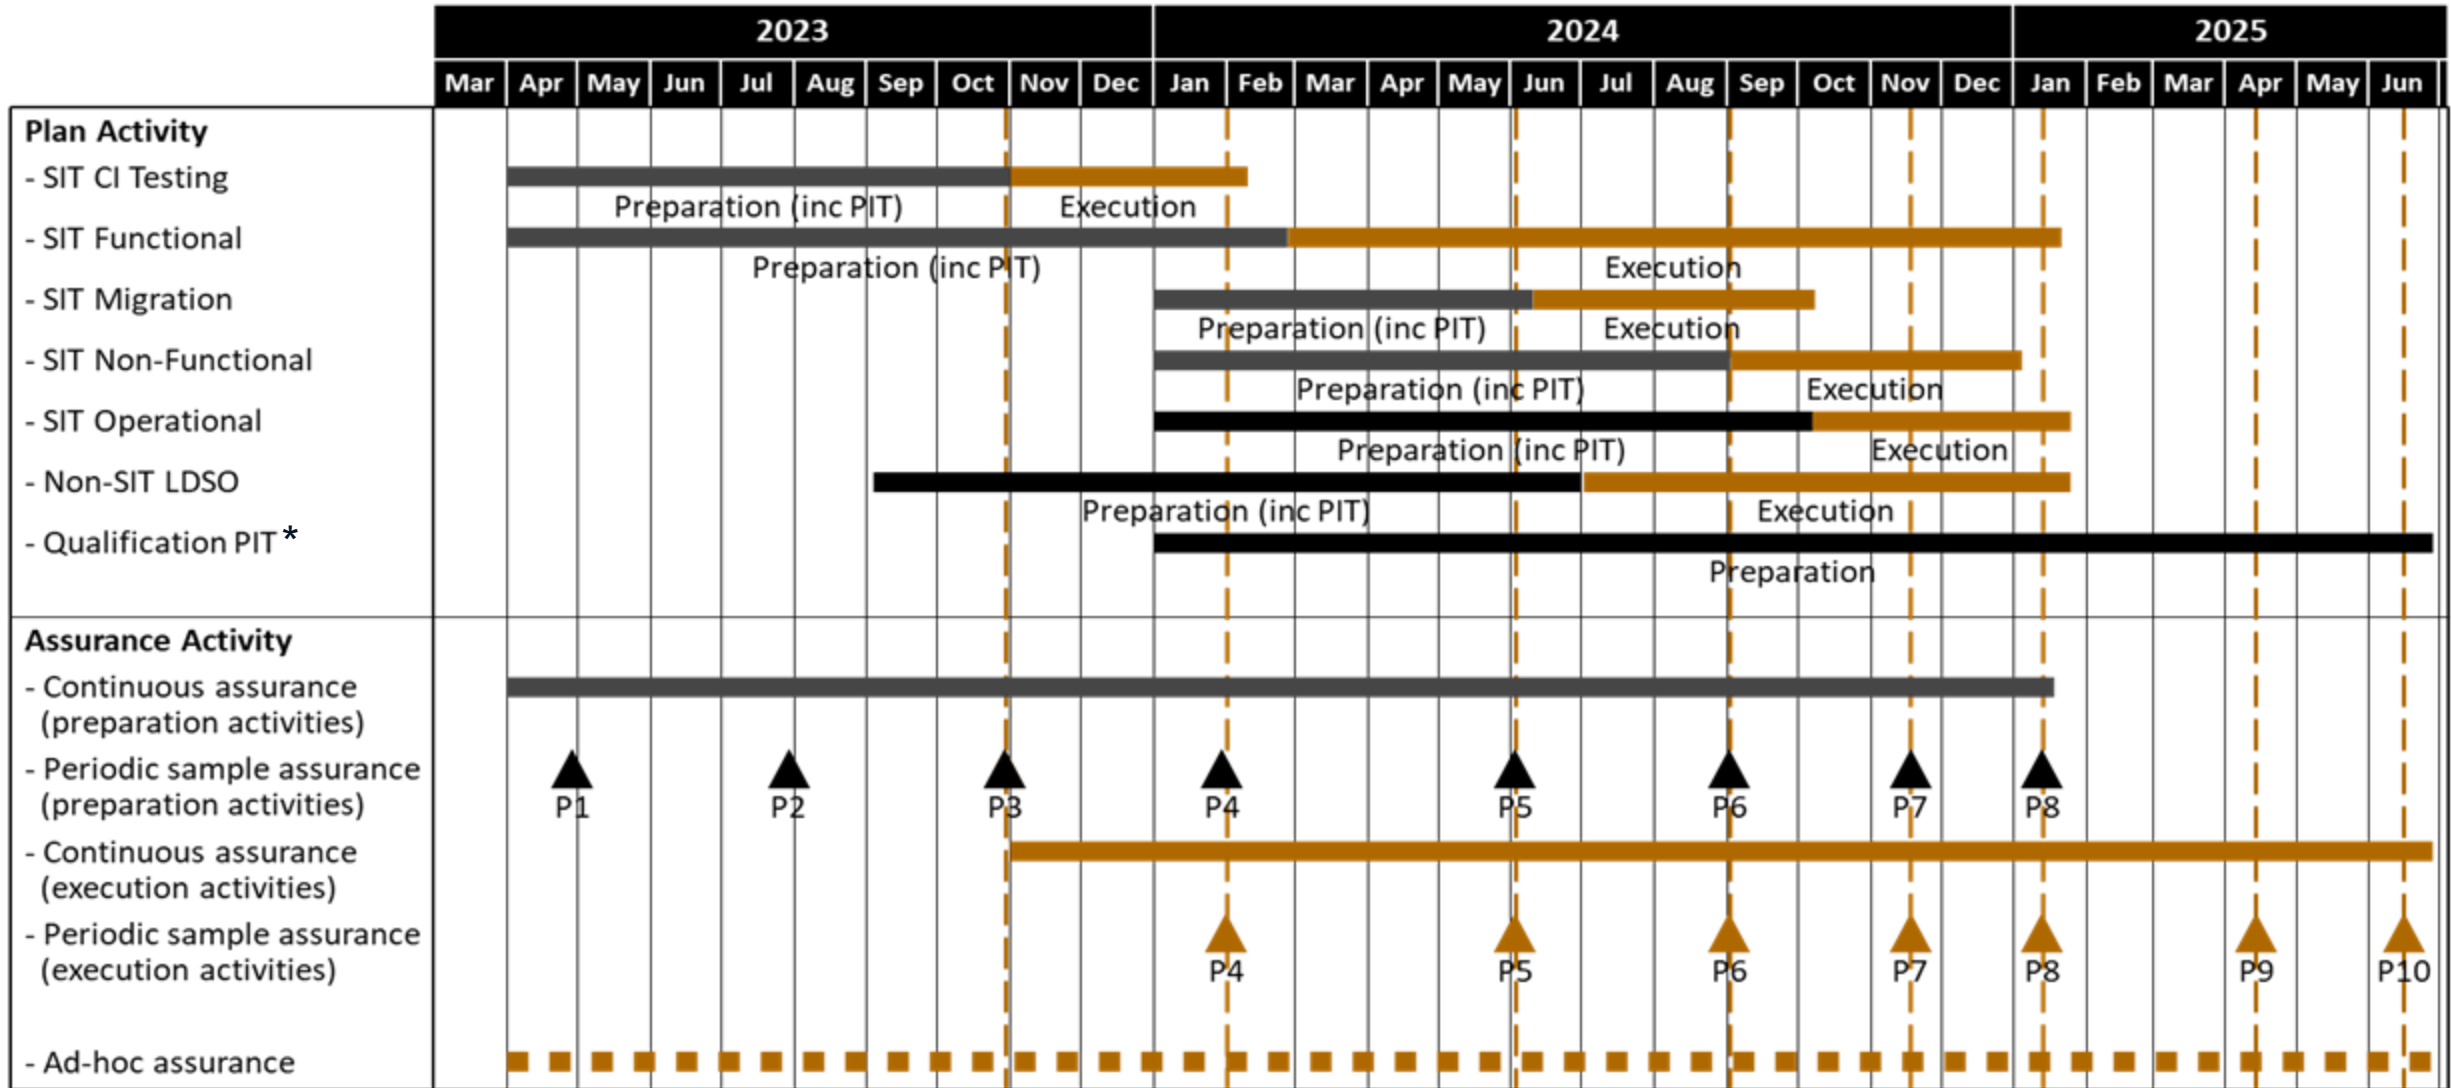 2023 2024 2025
Mar Apr May Jun Jul Aug Sep Oct Nov Dec Jan Feb Mar Apr May Jun Jul Aug Sep Oct Nov Dec Jan Feb Mar Apr May Jun
Plan Activity
- SIT CI Testing
Preparation (inc PIT) Execution
- SIT Functional
Preparation (inc PIT) Execution
- SIT Migration
Preparation (inc PIT) Execution
- SIT Non-Functional
Preparation (inc PIT) Execution
- SIT Operational
Preparation (inc PIT) Execution
- Non-SIT LDSO
Preparation (inc PIT) Execution
- Qualification PIT *
Preparation
Assurance Activity
- Continuous assurance
(preparation activities)
- Periodic sample assurance
(preparation activities)
P1 P2 P3 P4 P5 P6 P7 P8
- Continuous assurance
(execution activities)
- Periodic sample assurance
(execution activities)
P4 P5 P6 P7 P8 P9 P10
- Ad-hoc assurance